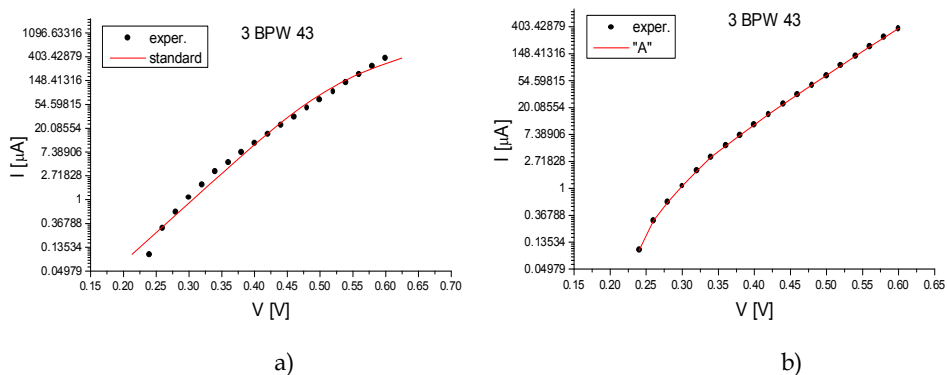 3 BPW 43
exper.
standard
1096.63316
403.42879
148.41316
54.59815
20.08554
7.38906
2.71828
1
0.36788
0.13534
0.04979
I [µA]
0.15 0.20 0.25 0.30 0.35 0.40 0.45 0.50 0.55 0.60 0.65 0.70
V [V]
a)
3 BPW 43
exper.
"A"
403.42879
148.41316
54.59815
20.08554
7.38906
2.71828
1
0.36788
0.13534
0.04979
I [µA]
0.15 0.20 0.25 0.30 0.35 0.40 0.45 0.50 0.55 0.60 0.65
V [V]
b)